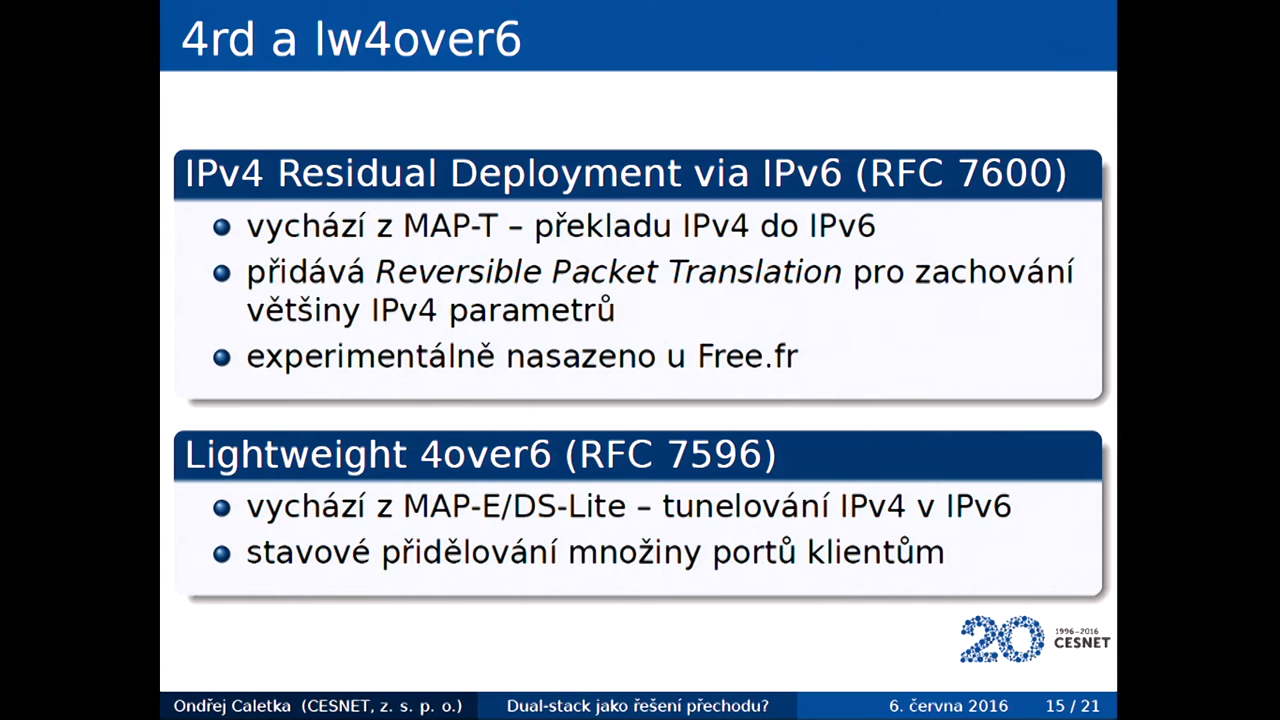 4rd a lw4over6
IPv4 Residual Deployment via IPv6 (RFC 7600)
vychází z MAP-T – překladu IPv4 do IPv6
přidává Reversible Packet Translation pro zachování
většiny IPv4 parametrů
experimentálně nasazeno u Free.fr
Lightweight 4over6 (RFC 7596)
vychází z MAP-E/DS-Lite – tunelování IPv4 v IPv6
stavové přidělování množiny portů klientům
20
1996–2016
CESNET
Ondřej Caletka (CESNET, z. s. p. o.) Dual-stack jako řešení přechodu? 6. června 2016 15 / 21